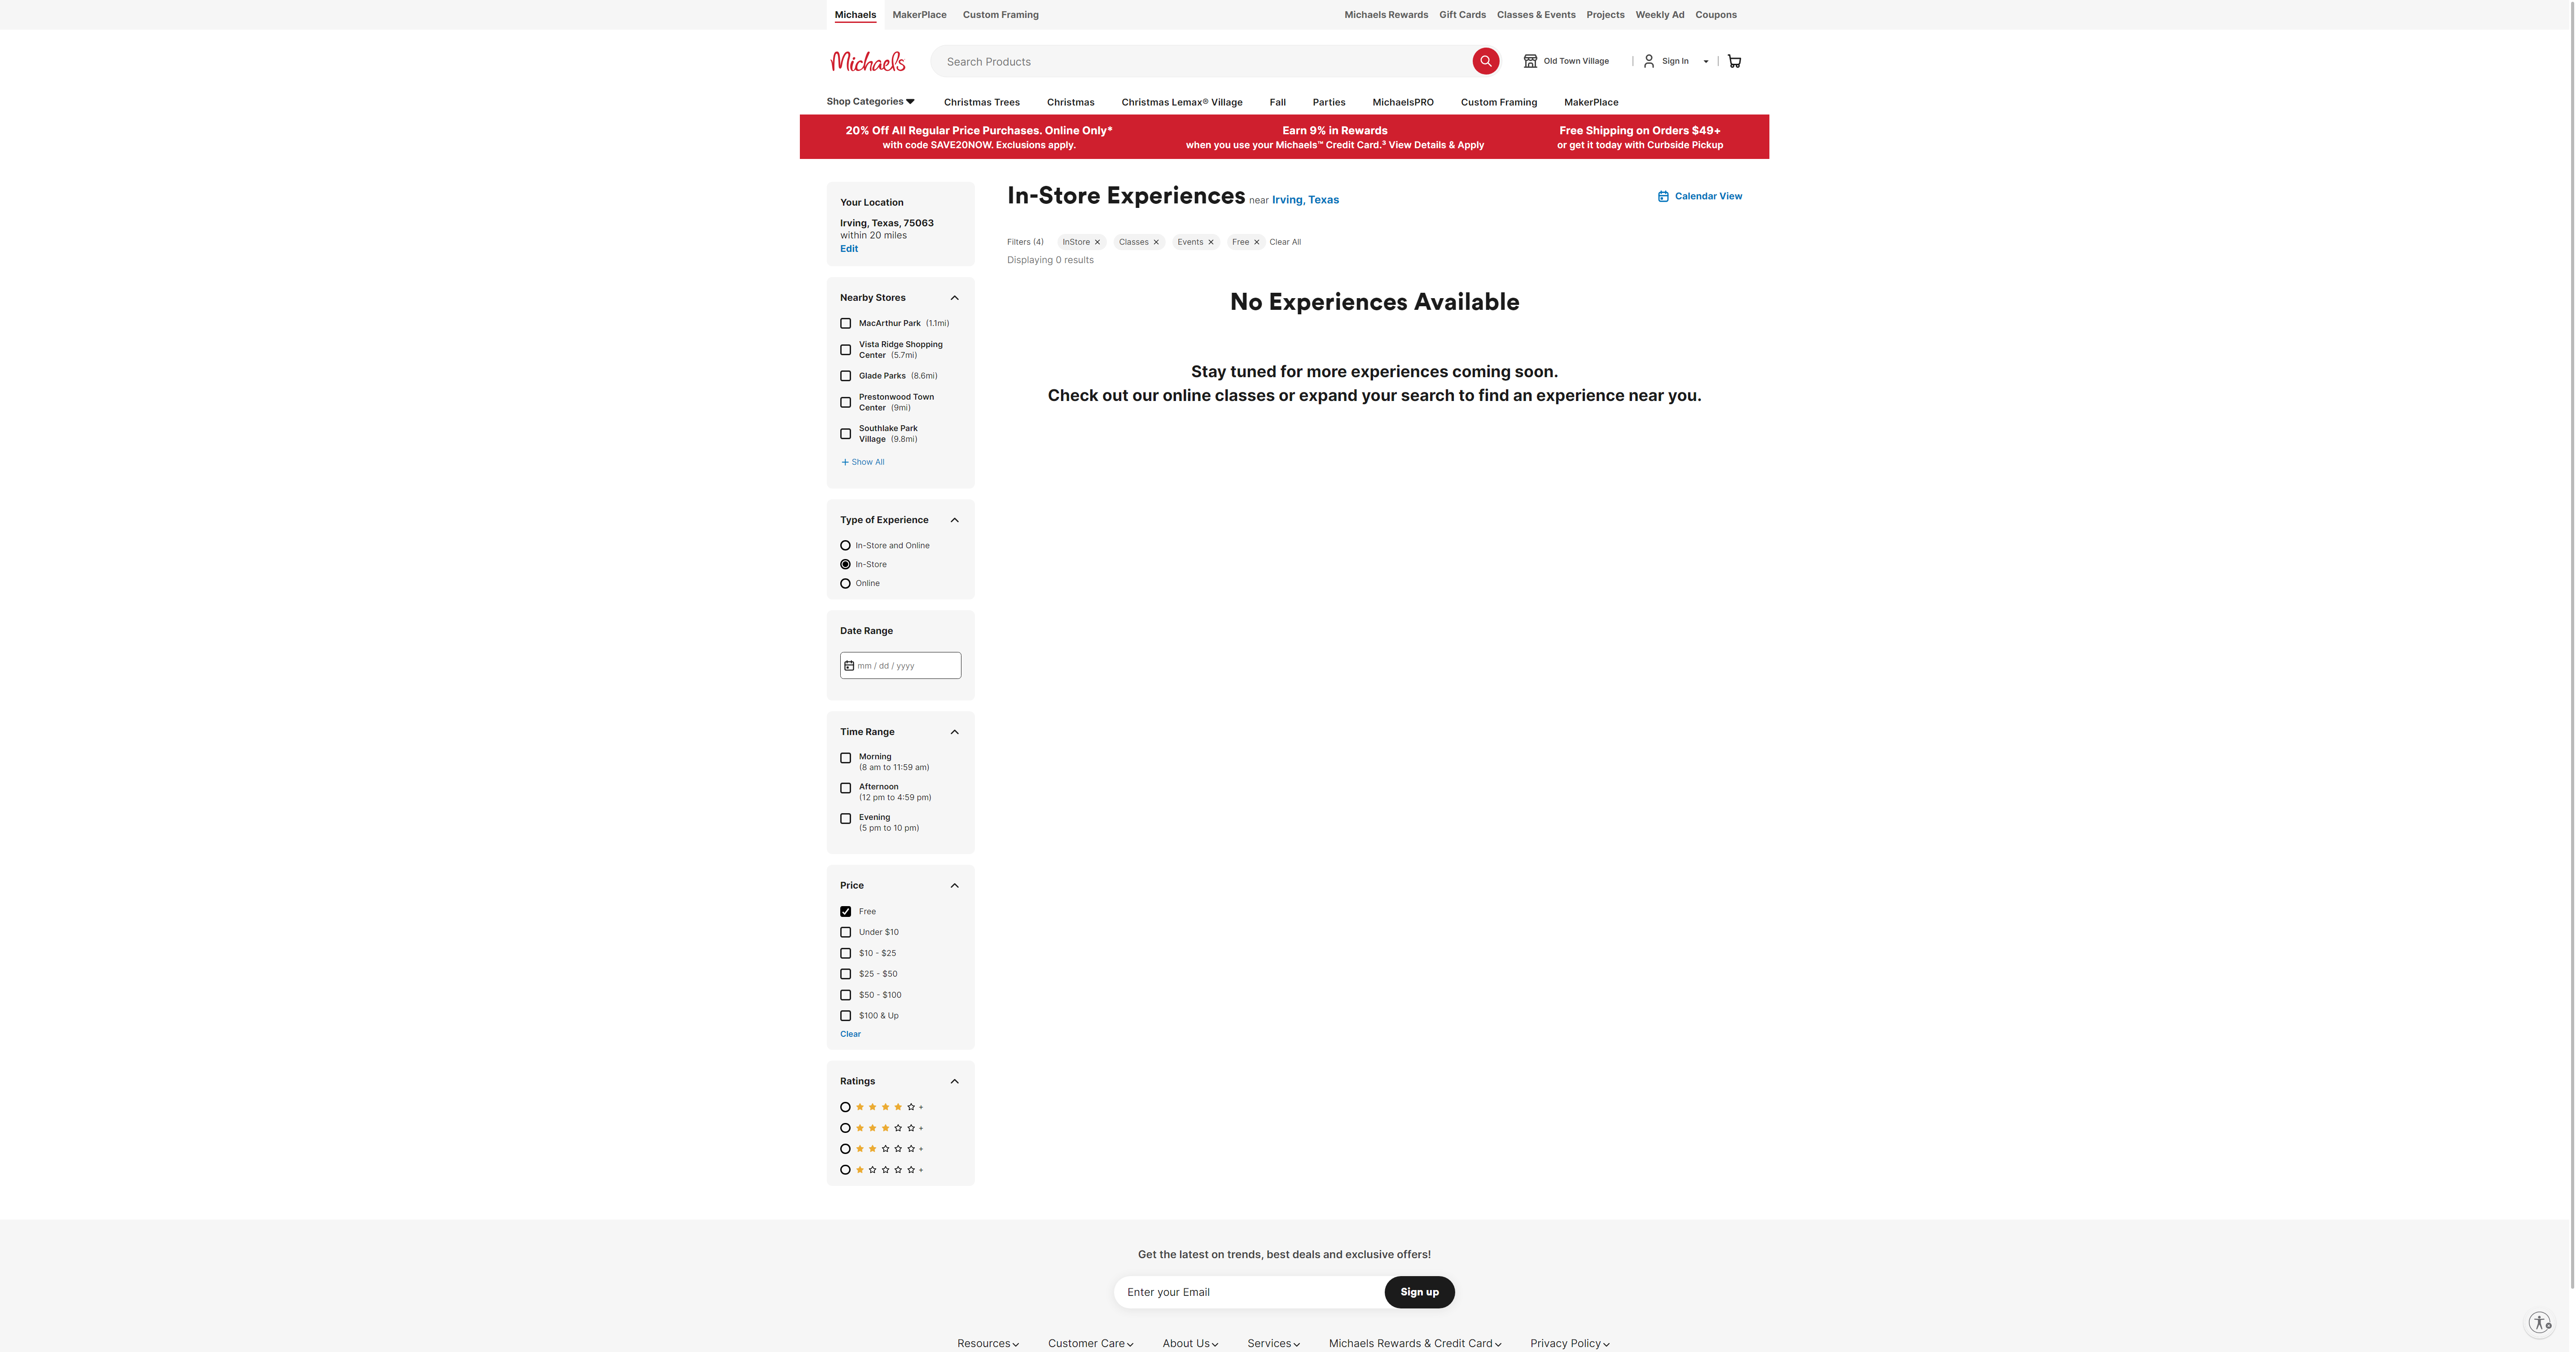 Michaels MakerPlace Custom Framing Michaels Rewards Gift Cards Classes & Events Projects Weekly Ad Coupons
Michaels Search Products Old Town Village | Sign In |
Shop Categories Christmas Trees Christmas Christmas Lemax® Village Fall Parties MichaelsPRO Custom Framing MakerPlace
20% Off All Regular Price Purchases. Online Only* Earn 9% in Rewards Free Shipping on Orders $49+
with code SAVE20NOW. Exclusions apply. when you use your Michaels™ Credit Card.³ View Details & Apply or get it today with Curbside Pickup
Your Location
Irving, Texas, 75063
within 20 miles
Edit
Nearby Stores
MacArthur Park (1.1mi)
Vista Ridge Shopping
Center (5.7mi)
Glade Parks (8.6mi)
Prestonwood Town
Center (9mi)
Southlake Park
Village (9.8mi)
+ Show All
Type of Experience
In-Store and Online
In-Store
Online
Date Range
mm / dd / yyyy
Time Range
Morning
(8 am to 11:59 am)
Afternoon
(12 pm to 4:59 pm)
Evening
(5 pm to 10 pm)
Price
Free
Under $10
$10 - $25
$25 - $50
$50 - $100
$100 & Up
Clear
Ratings
+
+
+
+
In-Store Experiences near Irving, Texas Calendar View
Filters (4) InStore Classes Events Free Clear All
Displaying 0 results
No Experiences Available
Stay tuned for more experiences coming soon.
Check out our online classes or expand your search to find an experience near you.
Get the latest on trends, best deals and exclusive offers!
Enter your Email Sign up
Resources Customer Care About Us Services Michaels Rewards & Credit Card Privacy Policy